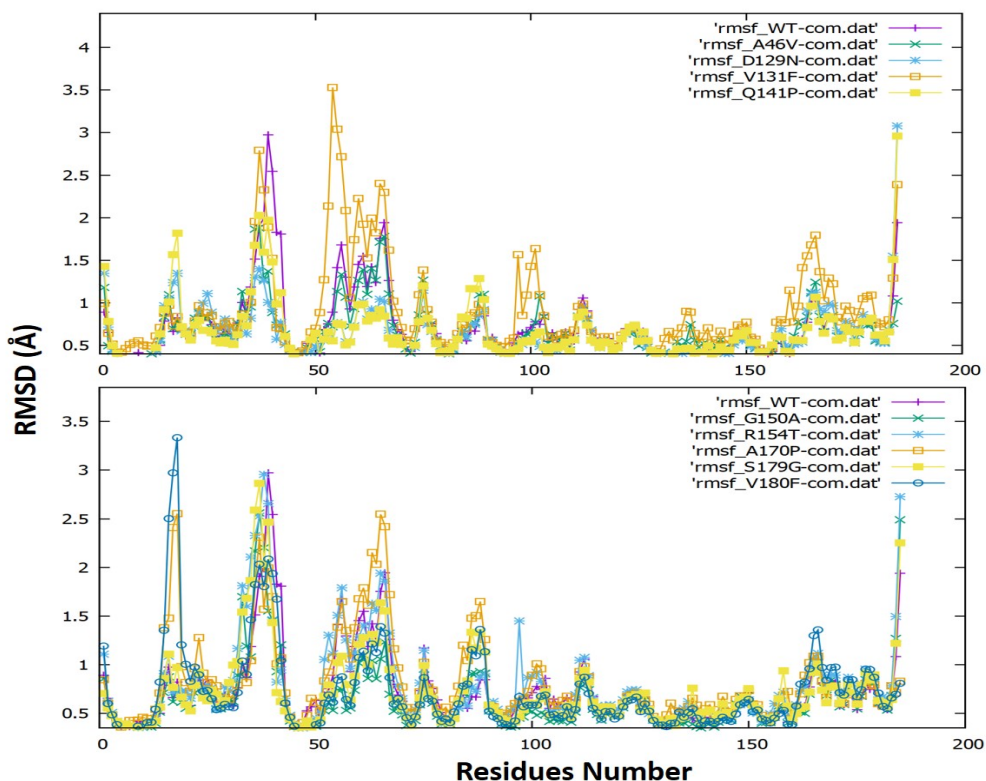 4
3.5
3
2.5
2
1.5
1
0.5
0
50
100
150
200
'rmsf_WT-com.dat'
'rmsf_A46V-com.dat'
'rmsf_D129N-com.dat'
'rmsf_V131F-com.dat'
'rmsf_Q141P-com.dat'
RMSD (Å)
3.5
3
2.5
2
1.5
1
0.5
0
50
100
150
200
'rmsf_WT-com.dat'
'rmsf_G150A-com.dat'
'rmsf_R154T-com.dat'
'rmsf_A170P-com.dat'
'rmsf_S179G-com.dat'
'rmsf_V180F-com.dat'
Residues Number